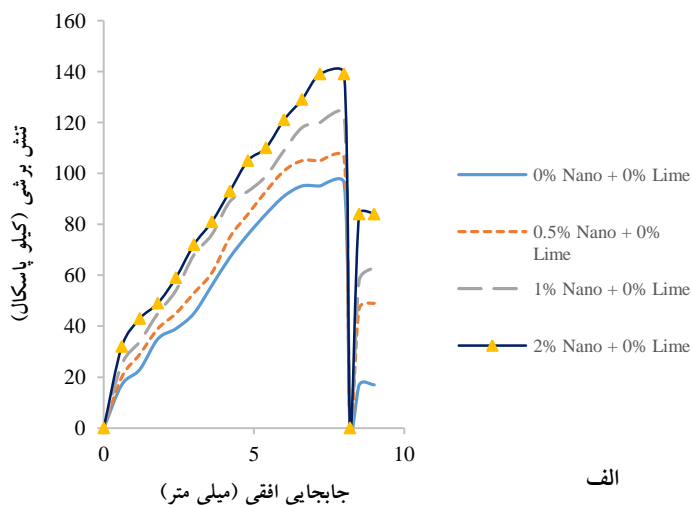 160
140
120
100
80
60
40
20
0
تنش برشی (کیلو پاسکال)
0
5
10
جابجایی افقی (میلی متر)
0% Nano + 0% Lime
0.5% Nano + 0%
Lime
1% Nano + 0% Lime
2% Nano + 0% Lime
الف